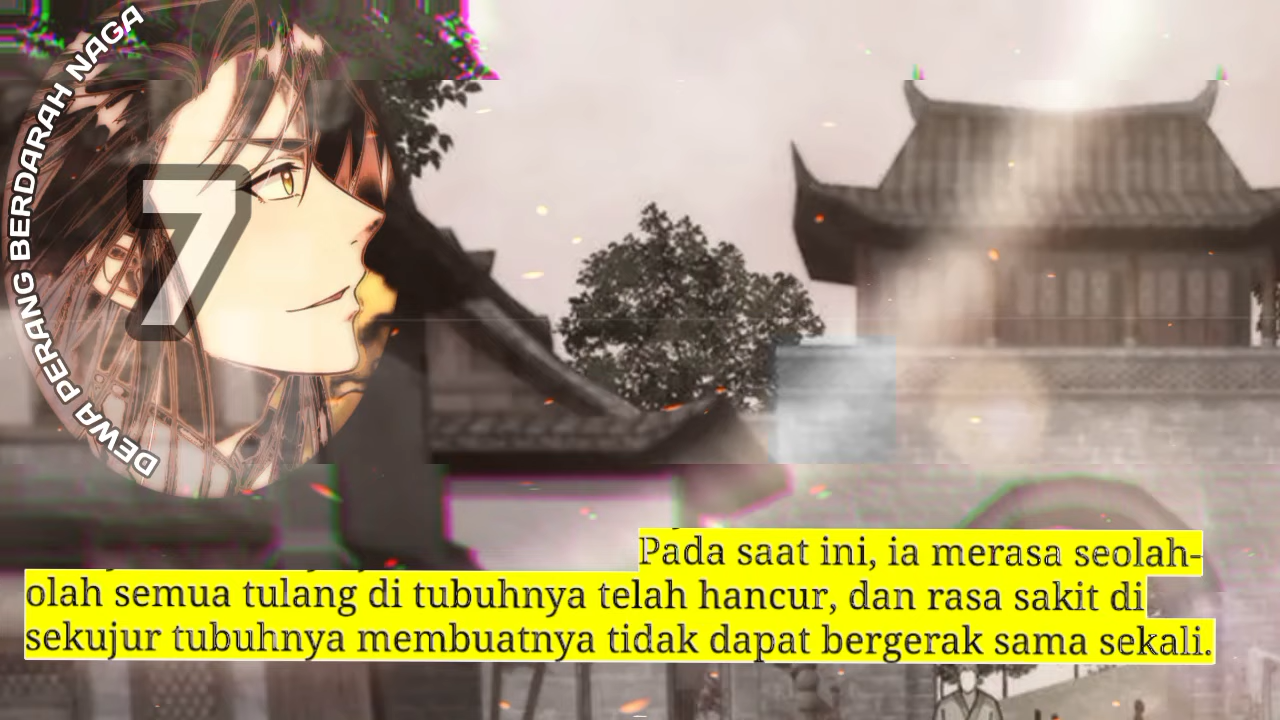 DEWA PERANG BERDARAH NAGA
7
Pada saat ini, ia merasa seolah-
olah semua tulang di tubuhnya telah hancur, dan rasa sakit di
sekujur tubuhnya membuatnya tidak dapat bergerak sama sekali.